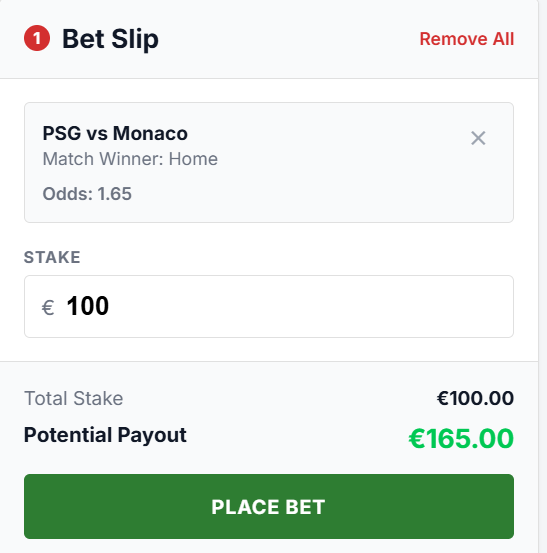 1 Bet Slip Remove All
PSG vs Monaco ×
Match Winner: Home
Odds: 1.65
STAKE
€ 100
Total Stake €100.00
Potential Payout €165.00
PLACE BET